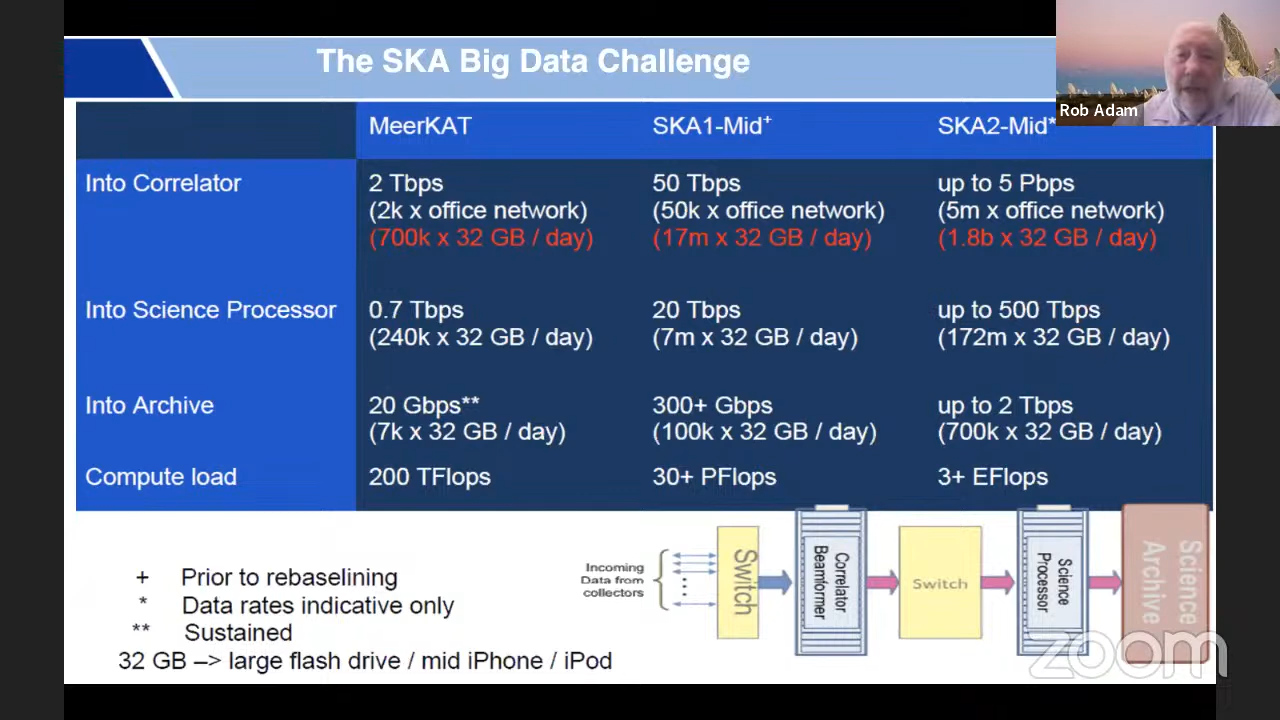 The SKA Big Data Challenge
Rob Adam
MeerKAT
SKA1-Mid⁺
SKA2-Mid*
Into Correlator
2 Tbps
(2k x office network)
(700k x 32 GB / day)
50 Tbps
(50k x office network)
(17m x 32 GB / day)
up to 5 Pbps
(5m x office network)
(1.8b x 32 GB / day)
Into Science Processor
0.7 Tbps
(240k x 32 GB / day)
20 Tbps
(7m x 32 GB / day)
up to 500 Tbps
(172m x 32 GB / day)
Into Archive
20 Gbps**
(7k x 32 GB / day)
300+ Gbps
(100k x 32 GB / day)
up to 2 Tbps
(700k x 32 GB / day)
Compute load
200 TFlops
30+ PFlops
3+ EFlops
+ Prior to rebaselining
* Data rates indicative only
** Sustained
32 GB –> large flash drive / mid iPhone / iPod
Incoming
Data from
collectors
Switch
Correlator
Beamformer
Switch
Science
Processor
Science
Archive
zoom